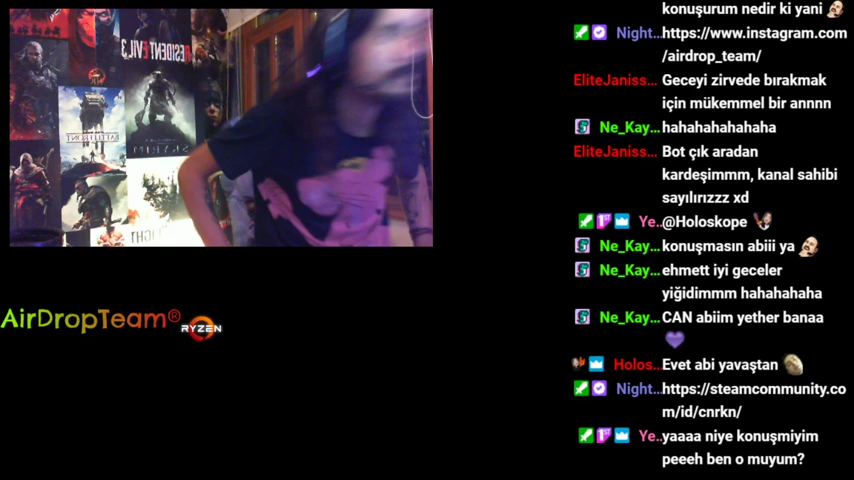 RESIDENT EVIL 3
BATTLEFRONT
SKYRIM
LIGHT
AirDropTeam®
RYZEN
konuşurum nedir ki yani
Night... https://www.instagram.com
/airdrop_team/
EliteJaniss... Geceyi zirvede bırakmak
için mükemmel bir annnn
Ne_Kay... hahahahahahaha
EliteJaniss... Bot çık aradan
kardeşimmm, kanal sahibi
sayılırızzz xd
Ye.. @Holoskope
Ne_Kay... konuşmasın abiii ya
Ne_Kay... ehmett iyi geceler
yiğidimmm hahahahaha
Ne_Kay... CAN abiim yether banaa
Holos... Evet abi yavaştan
Night... https://steamcommunity.co
m/id/cnrkn/
Ye.. yaaaa niye konuşmiyim
peeeh ben o muyum?